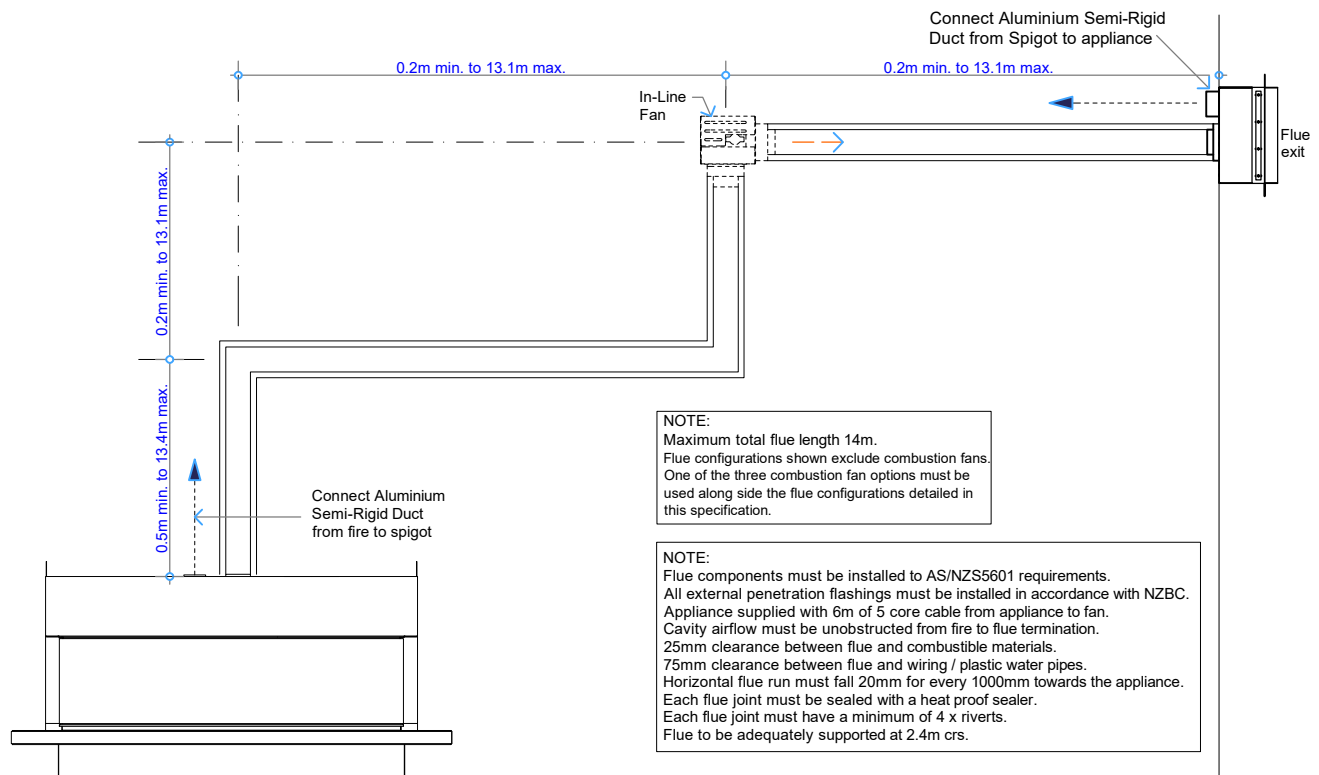 Connect Aluminium Semi-Rigid
Duct from Spigot to appliance
0.2m min. to 13.1m max.
0.2m min. to 13.1m max.
In-Line
Fan
Flue
exit
0.2m min. to 13.1m max.
0.5m min. to 13.4m max.
Connect Aluminium
Semi-Rigid Duct
from fire to spigot
NOTE:
Maximum total flue length 14m.
Flue configurations shown exclude combustion fans.
One of the three combustion fan options must be
used along side the flue configurations detailed in
this specification.
NOTE:
Flue components must be installed to AS/NZS5601 requirements.
All external penetration flashings must be installed in accordance with NZBC.
Appliance supplied with 6m of 5 core cable from appliance to fan.
Cavity airflow must be unobstructed from fire to flue termination.
25mm clearance between flue and combustible materials.
75mm clearance between flue and wiring / plastic water pipes.
Horizontal flue run must fall 20mm for every 1000mm towards the appliance.
Each flue joint must be sealed with a heat proof sealer.
Each flue joint must have a minimum of 4 x riverts.
Flue to be adequately supported at 2.4m crs.